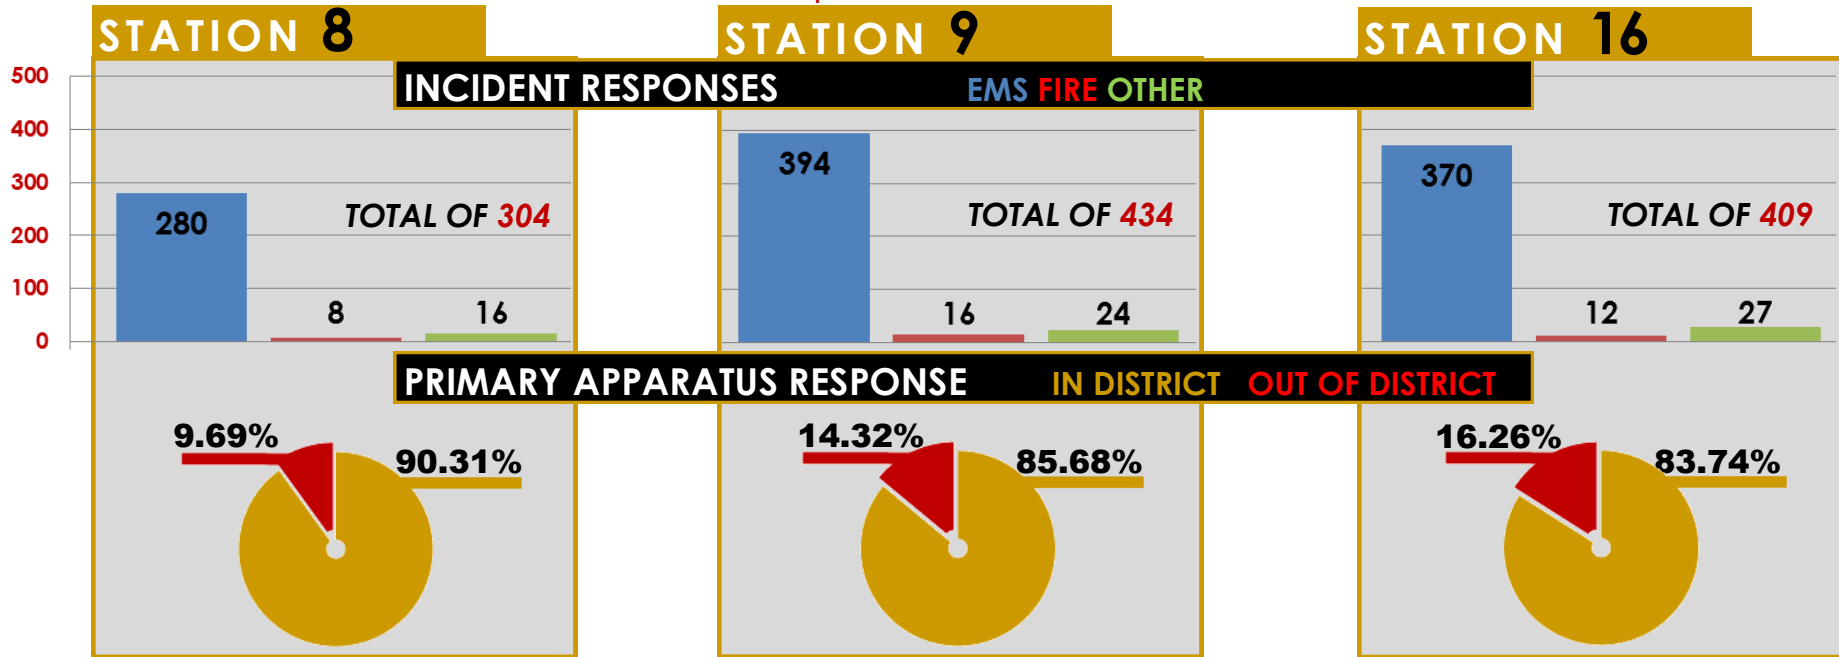 STATION 8
STATION 9
STATION 16
INCIDENT RESPONSES EMS FIRE OTHER
500
400
300
200
100
0
280
8
16
TOTAL OF 304
394
16
24
TOTAL OF 434
370
12
27
TOTAL OF 409
PRIMARY APPARATUS RESPONSE IN DISTRICT OUT OF DISTRICT
9.69%
90.31%
14.32%
85.68%
16.26%
83.74%